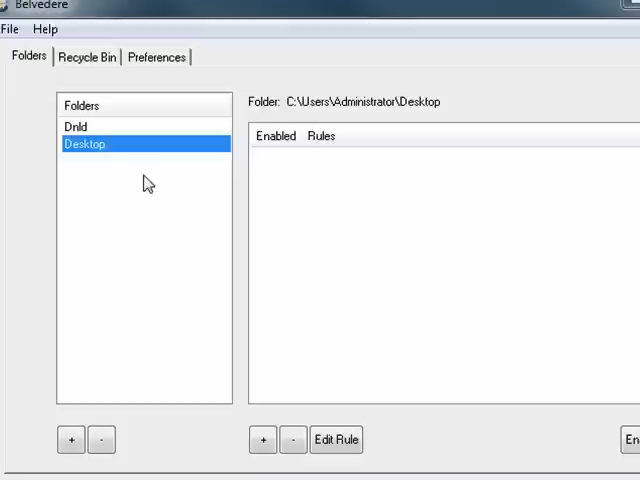 Belvedere
File Help
Folders Recycle Bin Preferences
Folders
Dnld
Desktop
Folder: C:\Users\Administrator\Desktop
Enabled Rules
+ - + - Edit Rule